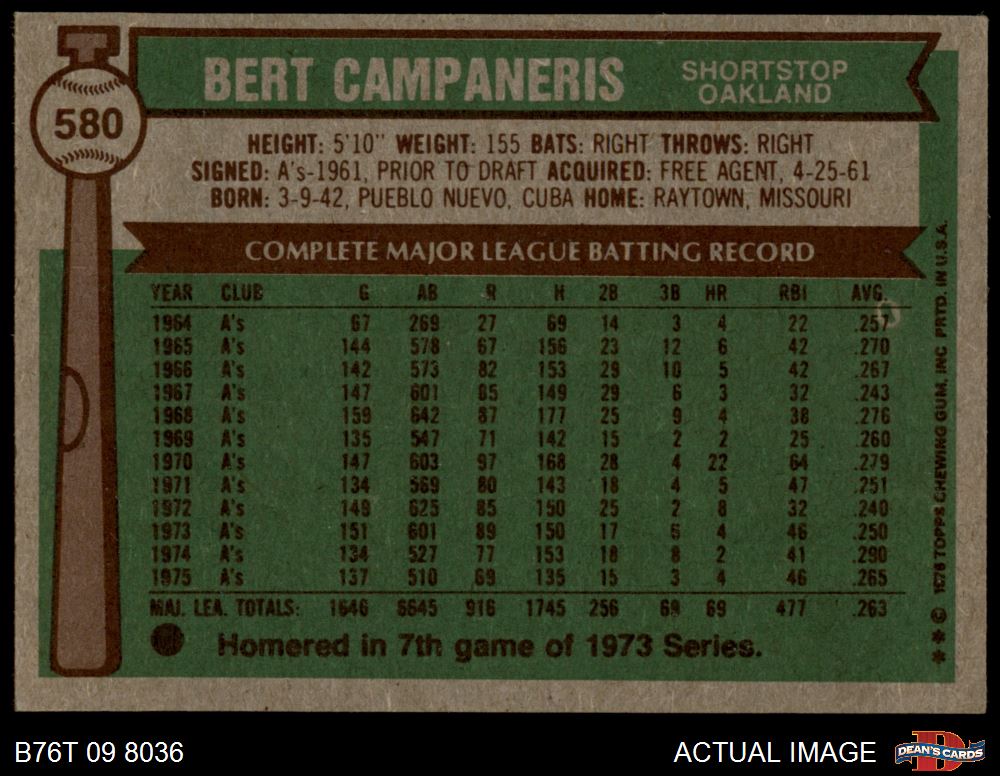 BERT CAMPANERIS
SHORTSTOP
OAKLAND
580
HEIGHT: 5'10" WEIGHT: 155 BATS: RIGHT THROWS: RIGHT
SIGNED: A's-1961, PRIOR TO DRAFT ACQUIRED: FREE AGENT, 4-25-61
BORN: 3-9-42, PUEBLO NUEVO, CUBA HOME: RAYTOWN, MISSOURI
COMPLETE MAJOR LEAGUE BATTING RECORD
YEAR CLUB G AB R H 2B 3B HR RBI AVG.
1964 A's 67 269 27 69 14 3 4 22 .257
1965 A's 144 578 67 156 23 12 6 42 .270
1966 A's 142 573 82 153 29 10 5 42 .267
1967 A's 147 601 85 149 29 6 3 32 .243
1968 A's 159 642 87 177 25 9 4 38 .276
1969 A's 135 547 71 142 15 2 2 25 .260
1970 A's 147 603 97 168 28 4 22 64 .279
1971 A's 134 569 80 143 18 4 5 47 .251
1972 A's 149 625 85 150 25 2 8 32 .240
1973 A's 151 601 89 150 17 6 4 46 .250
1974 A's 134 527 77 153 18 8 2 41 .290
1975 A's 137 510 69 135 15 3 4 46 .265
MAJ. LEA. TOTALS: 1646 6645 916 1745 256 69 69 477 .263
Homered in 7th game of 1973 Series.
* * © 1976 TOPPS CHEWING GUM, INC PRTD. IN U.S.A.
B76T 09 8036
ACTUAL IMAGE
DEAN'S CARDS